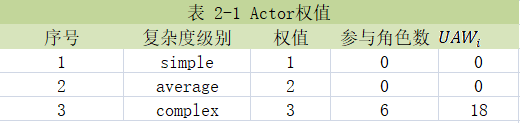 表 2-1 Actor权值
序号 复杂度级别 权值 参与角色数 UAWi
1 simple 1 0 0
2 average 2 0 0
3 complex 3 6 18